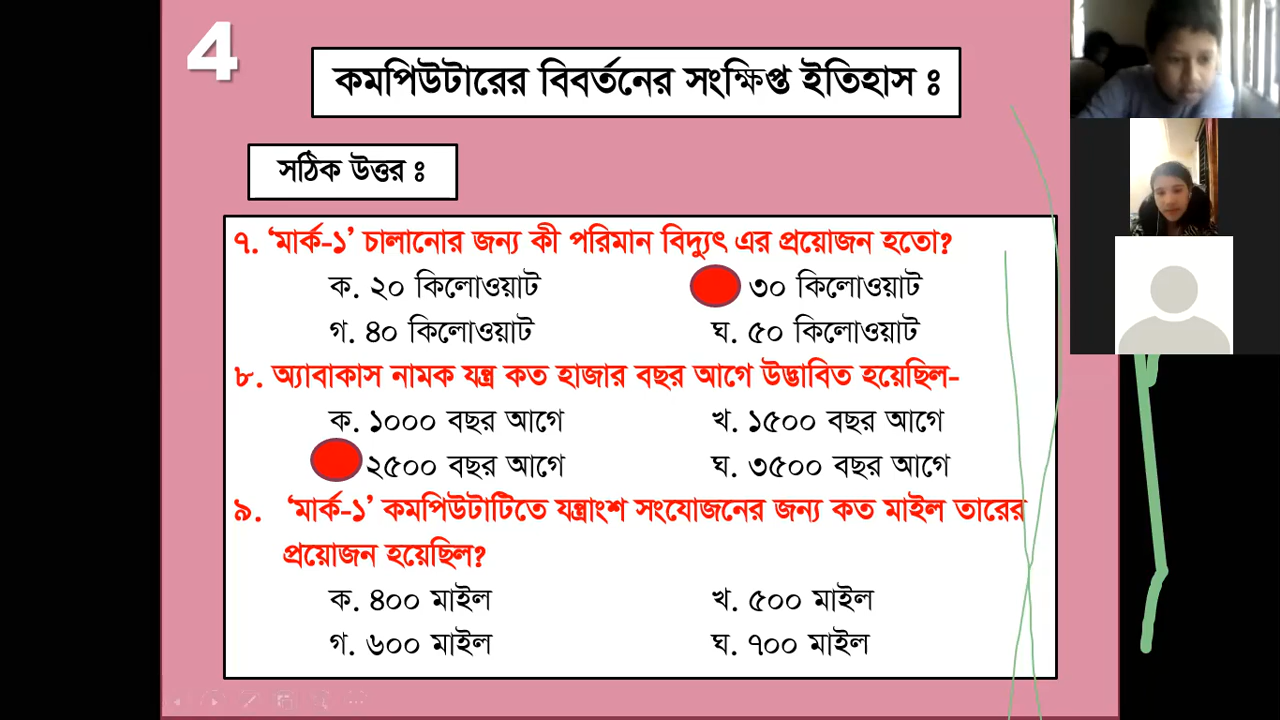 4
কমপিউটারের বিবর্তনের সংক্ষিপ্ত ইতিহাস ঃ
সঠিক উত্তর ঃ
৭. ‘মার্ক-১’ চালানোর জন্য কী পরিমান বিদ্যুৎ এর প্রয়োজন হতো?
ক. ২০ কিলোওয়াট ৩০ কিলোওয়াট
গ. ৪০ কিলোওয়াট ঘ. ৫০ কিলোওয়াট
৮. অ্যাবাকাস নামক যন্ত্র কত হাজার বছর আগে উদ্ভাবিত হয়েছিল-
ক. ১০০০ বছর আগে খ. ১৫০০ বছর আগে
২৫০০ বছর আগে ঘ. ৩৫০০ বছর আগে
৯. ‘মার্ক-১’ কমপিউটাটিতে যন্ত্রাংশ সংযোজনের জন্য কত মাইল তারের
প্রয়োজন হয়েছিল?
ক. ৪০০ মাইল খ. ৫০০ মাইল
গ. ৬০০ মাইল ঘ. ৭০০ মাইল